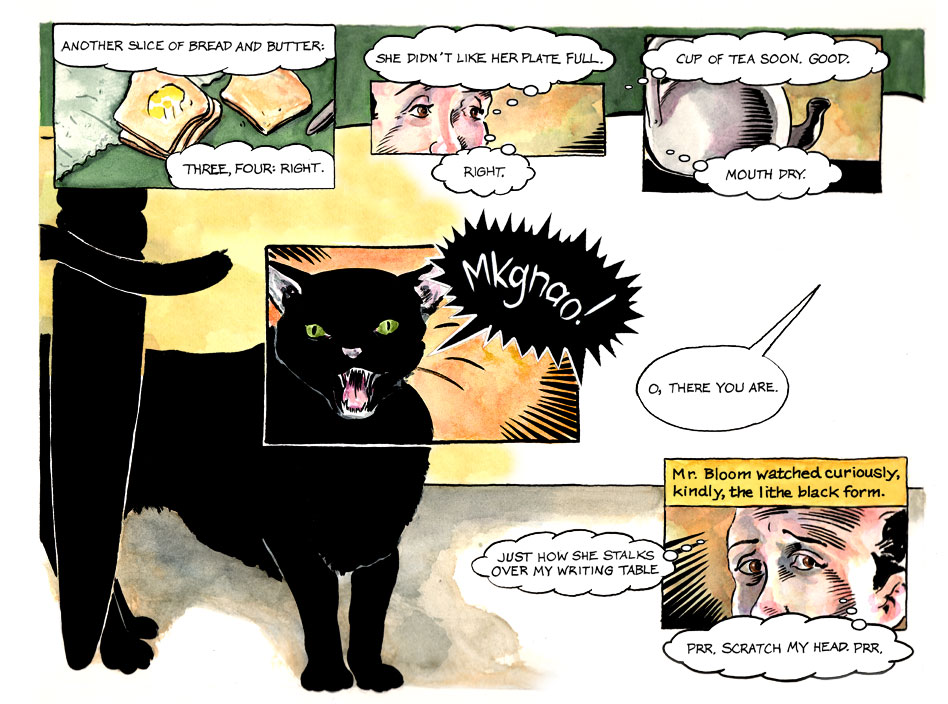 ANOTHER SLICE OF BREAD AND BUTTER:
THREE, FOUR: RIGHT.
SHE DIDN'T LIKE HER PLATE FULL.
RIGHT.
CUP OF TEA SOON. GOOD.
MOUTH DRY.
Mkgnao!
O, THERE YOU ARE.
Mr. Bloom watched curiously,
kindly, the lithe black form.
JUST HOW SHE STALKS
OVER MY WRITING TABLE
PRR. SCRATCH MY HEAD. PRR.